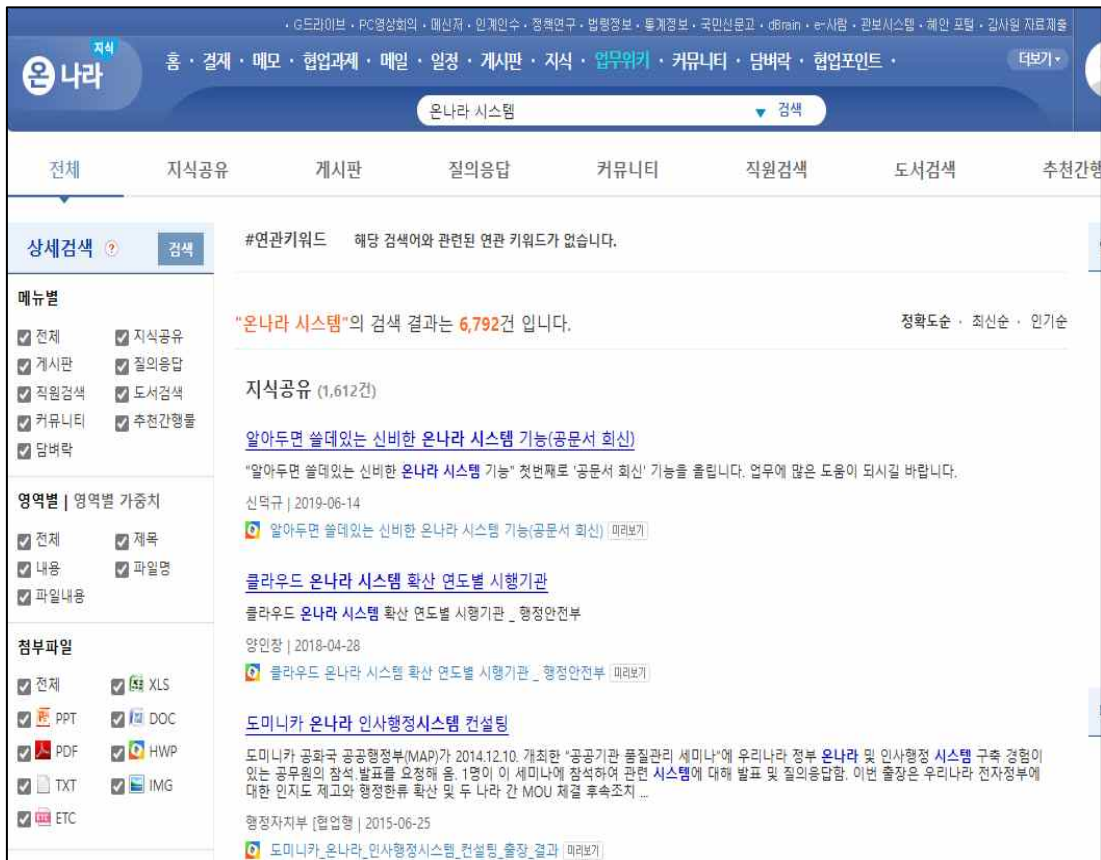 · G드라이브 · PC영상회의 · 메신저 · 인계인수 · 정책연구 · 법령정보 · 통계정보 · 국민신문고 · dBrain · e-사람 · 관보시스템 · 혜안 포털 · 감사원 자료제출
온나라 지식
홈 · 결재 · 메모 · 협업과제 · 메일 · 일정 · 게시판 · 지식 · 업무위키 · 커뮤니티 · 담벼락 · 협업포인트 ·
더보기
온나라 시스템 ▼ 검색
전체 지식공유 게시판 질의응답 커뮤니티 직원검색 도서검색 추천간행
상세검색 ? 검색
메뉴별
전체 지식공유
게시판 질의응답
직원검색 도서검색
커뮤니티 추천간행물
담벼락
영역별 | 영역별 가중치
전체 제목
내용 파일명
파일내용
첨부파일
전체 XLS
PPT DOC
PDF HWP
TXT IMG
ETC
#연관키워드 해당 검색어와 관련된 연관 키워드가 없습니다.
"온나라 시스템"의 검색 결과는 6,792건 입니다.
정확도순 · 최신순 · 인기순
지식공유 (1,612건)
알아두면 쓸데있는 신비한 온나라 시스템 기능(공문서 회신)
"알아두면 쓸데있는 신비한 온나라 시스템 기능" 첫번째로 '공문서 회신' 기능을 올립니다. 업무에 많은 도움이 되시길 바랍니다.
신덕규 | 2019-06-14
알아두면 쓸데있는 신비한 온나라 시스템 기능(공문서 회신) 미리보기
클라우드 온나라 시스템 확산 연도별 시행기관
클라우드 온나라 시스템 확산 연도별 시행기관 _ 행정안전부
양인창 | 2018-04-28
클라우드 온나라 시스템 확산 연도별 시행기관 _ 행정안전부 미리보기
도미니카 온나라 인사행정시스템 컨설팅
도미니카 공화국 공공행정부(MAP)가 2014.12.10. 개최한 "공공기관 품질관리 세미나"에 우리나라 정부 온나라 및 인사행정 시스템 구축 경험이
있는 공무원의 참석.발표를 요청해 옴. 1명이 이 세미나에 참석하여 관련 시스템에 대해 발표 및 질의응답함. 이번 출장은 우리나라 전자정부에
대한 인지도 제고와 행정한류 확산 및 두 나라 간 MOU 체결 후속조치 ...
행정자치부 [협업행 | 2015-06-25
도미니카_온나라_인사행정시스템_컨설팅_출장_결과 미리보기